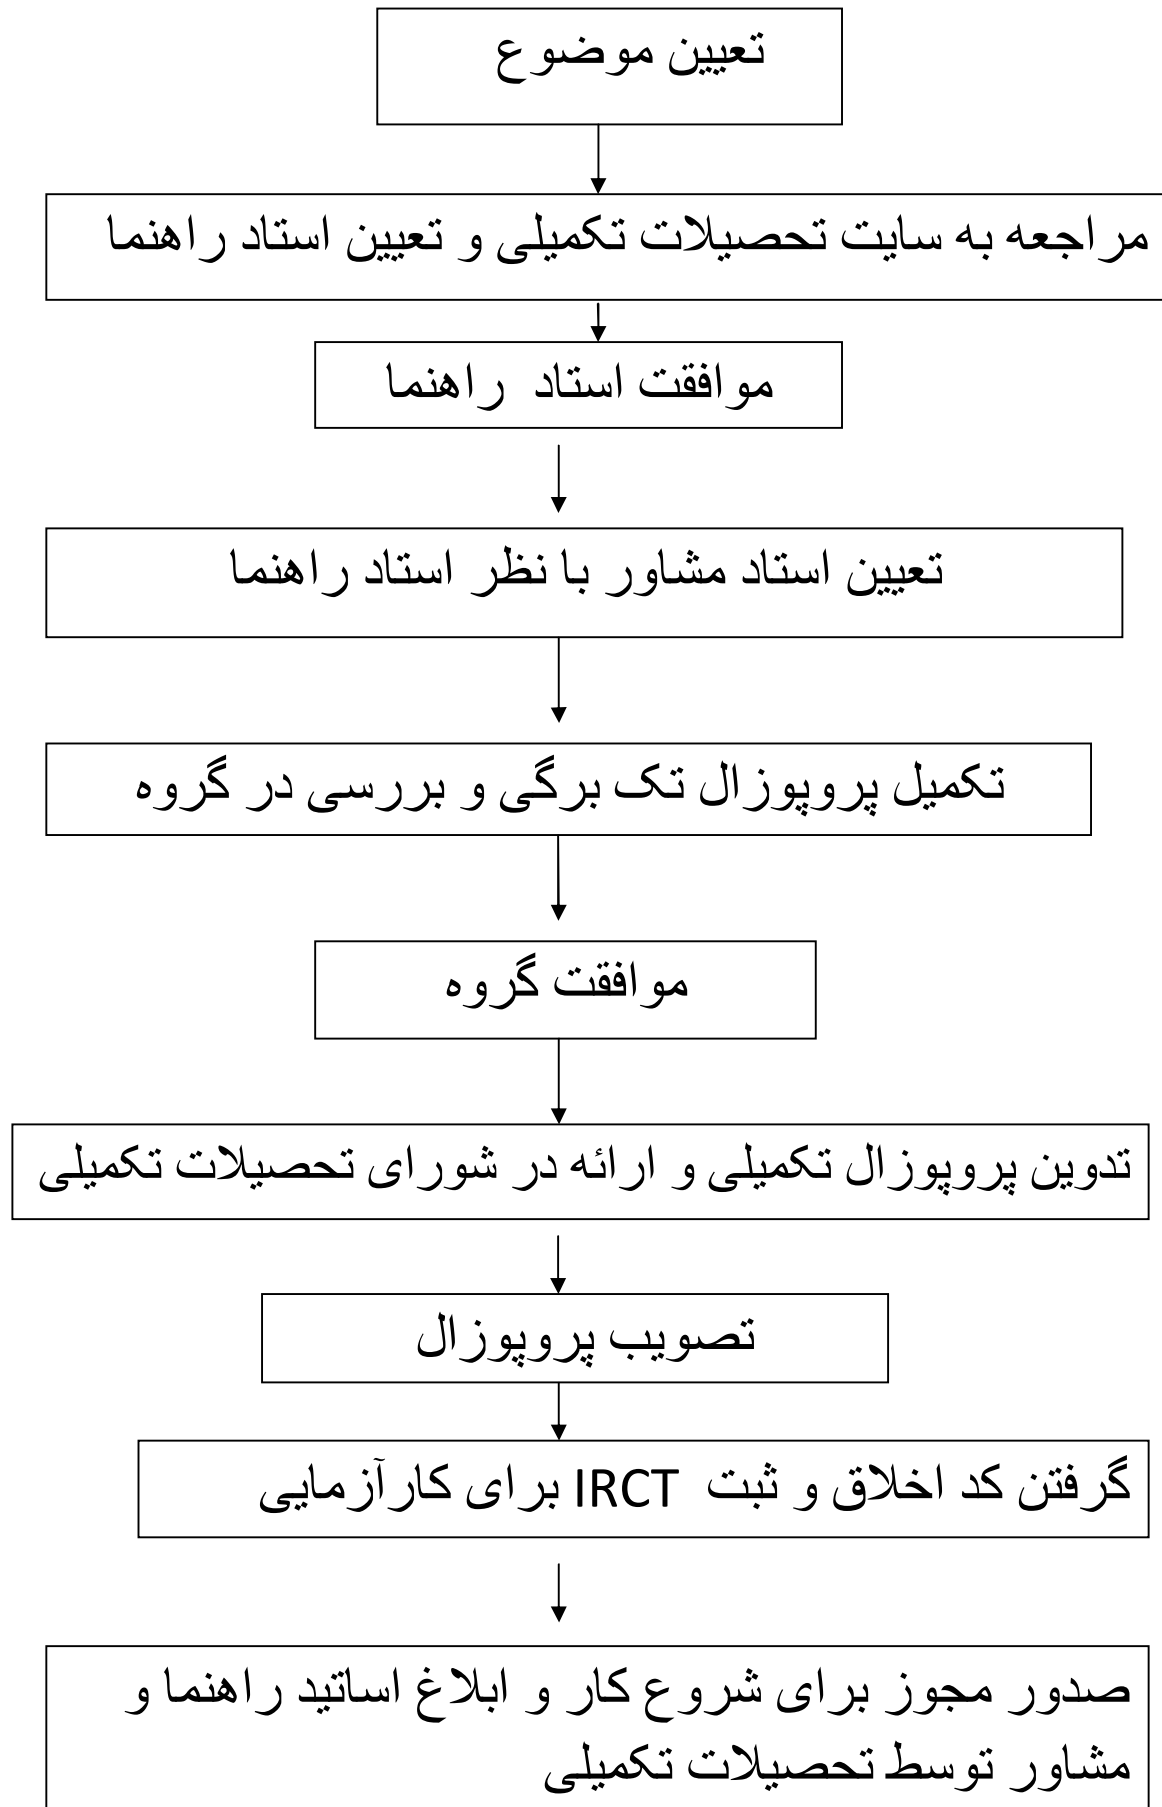 تعیین موضوع
مراجعه به سایت تحصیلات تکمیلی و تعیین استاد راهنما
موافقت استاد راهنما
تعیین استاد مشاور با نظر استاد راهنما
تکمیل پروپوزال تک برگی و بررسی در گروه
موافقت گروه
تدوین پروپوزال تکمیلی و ارائه در شورای تحصیلات تکمیلی
تصویب پروپوزال
گرفتن کد اخلاق و ثبت IRCT برای کارآزمایی
صدور مجوز برای شروع کار و ابلاغ اساتید راهنما و
مشاور توسط تحصیلات تکمیلی